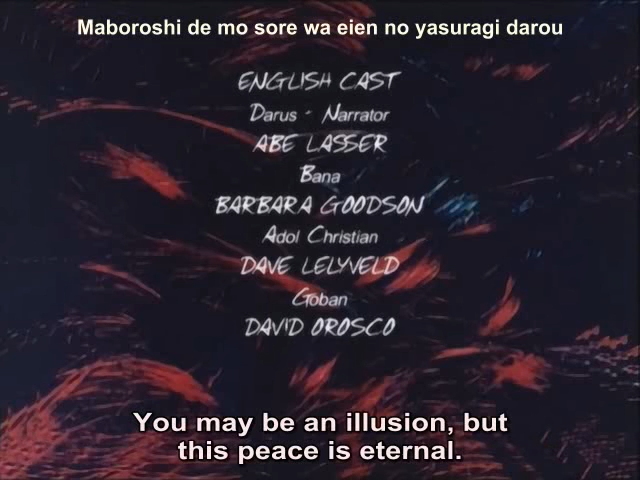 Maboroshi de mo sore wa eien no yasuragi darou
ENGLISH CAST
Darus - Narrator
ABE LASSER
Bana
BARBARA GOODSON
Adol Christian
DAVE LELYVELD
Goban
DAVID OROSCO
You may be an illusion, but
this peace is eternal.